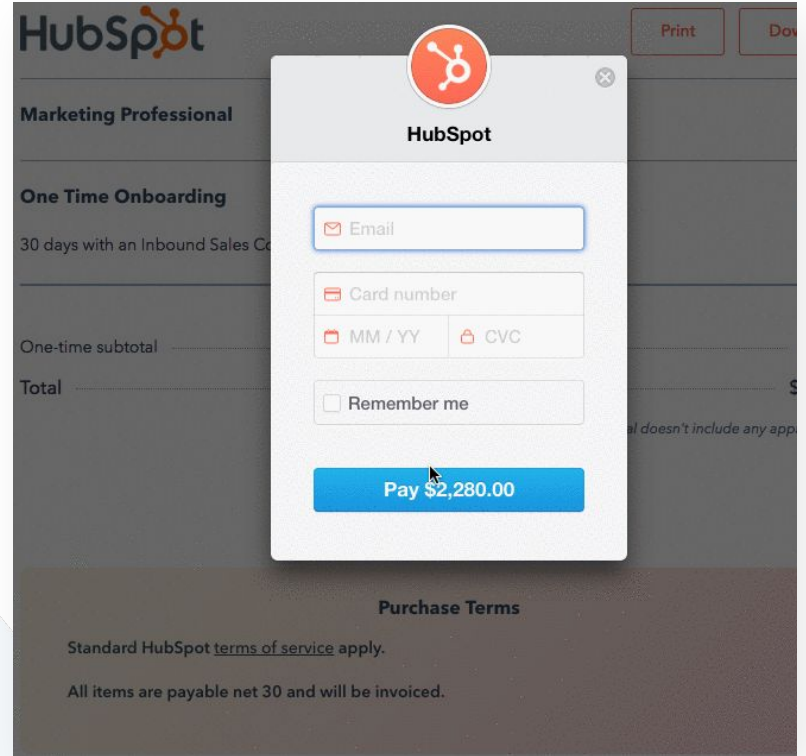 HubSpot
Print
Marketing Professional
One Time Onboarding
30 days with an Inbound Sales
One-time subtotal
Total
$
doesn't include any
HubSpot
Email
Card number
MM / YY
CVC
Remember me
Pay $2,280.00
Purchase Terms
Standard HubSpot terms of service apply.
All items are payable net 30 and will be invoiced.